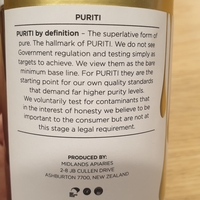 PURITI
PURITI by definition – The superlative form of
pure. The hallmark of PURITI. We do not see
Government regulation and testing simply as
targets to achieve. We view them as the bare
minimum base line. For PURITI they are the
starting point for our own quality standards
that demand far higher purity levels.
We voluntarily test for contaminants that
in the interest of honesty we believe to be
important to the consumer but are not at
this stage a legal requirement.
PRODUCED BY:
MIDLANDS APIARIES
2-8 JB CULLEN DRIVE
ASHBURTON 7700, NEW ZEALAND